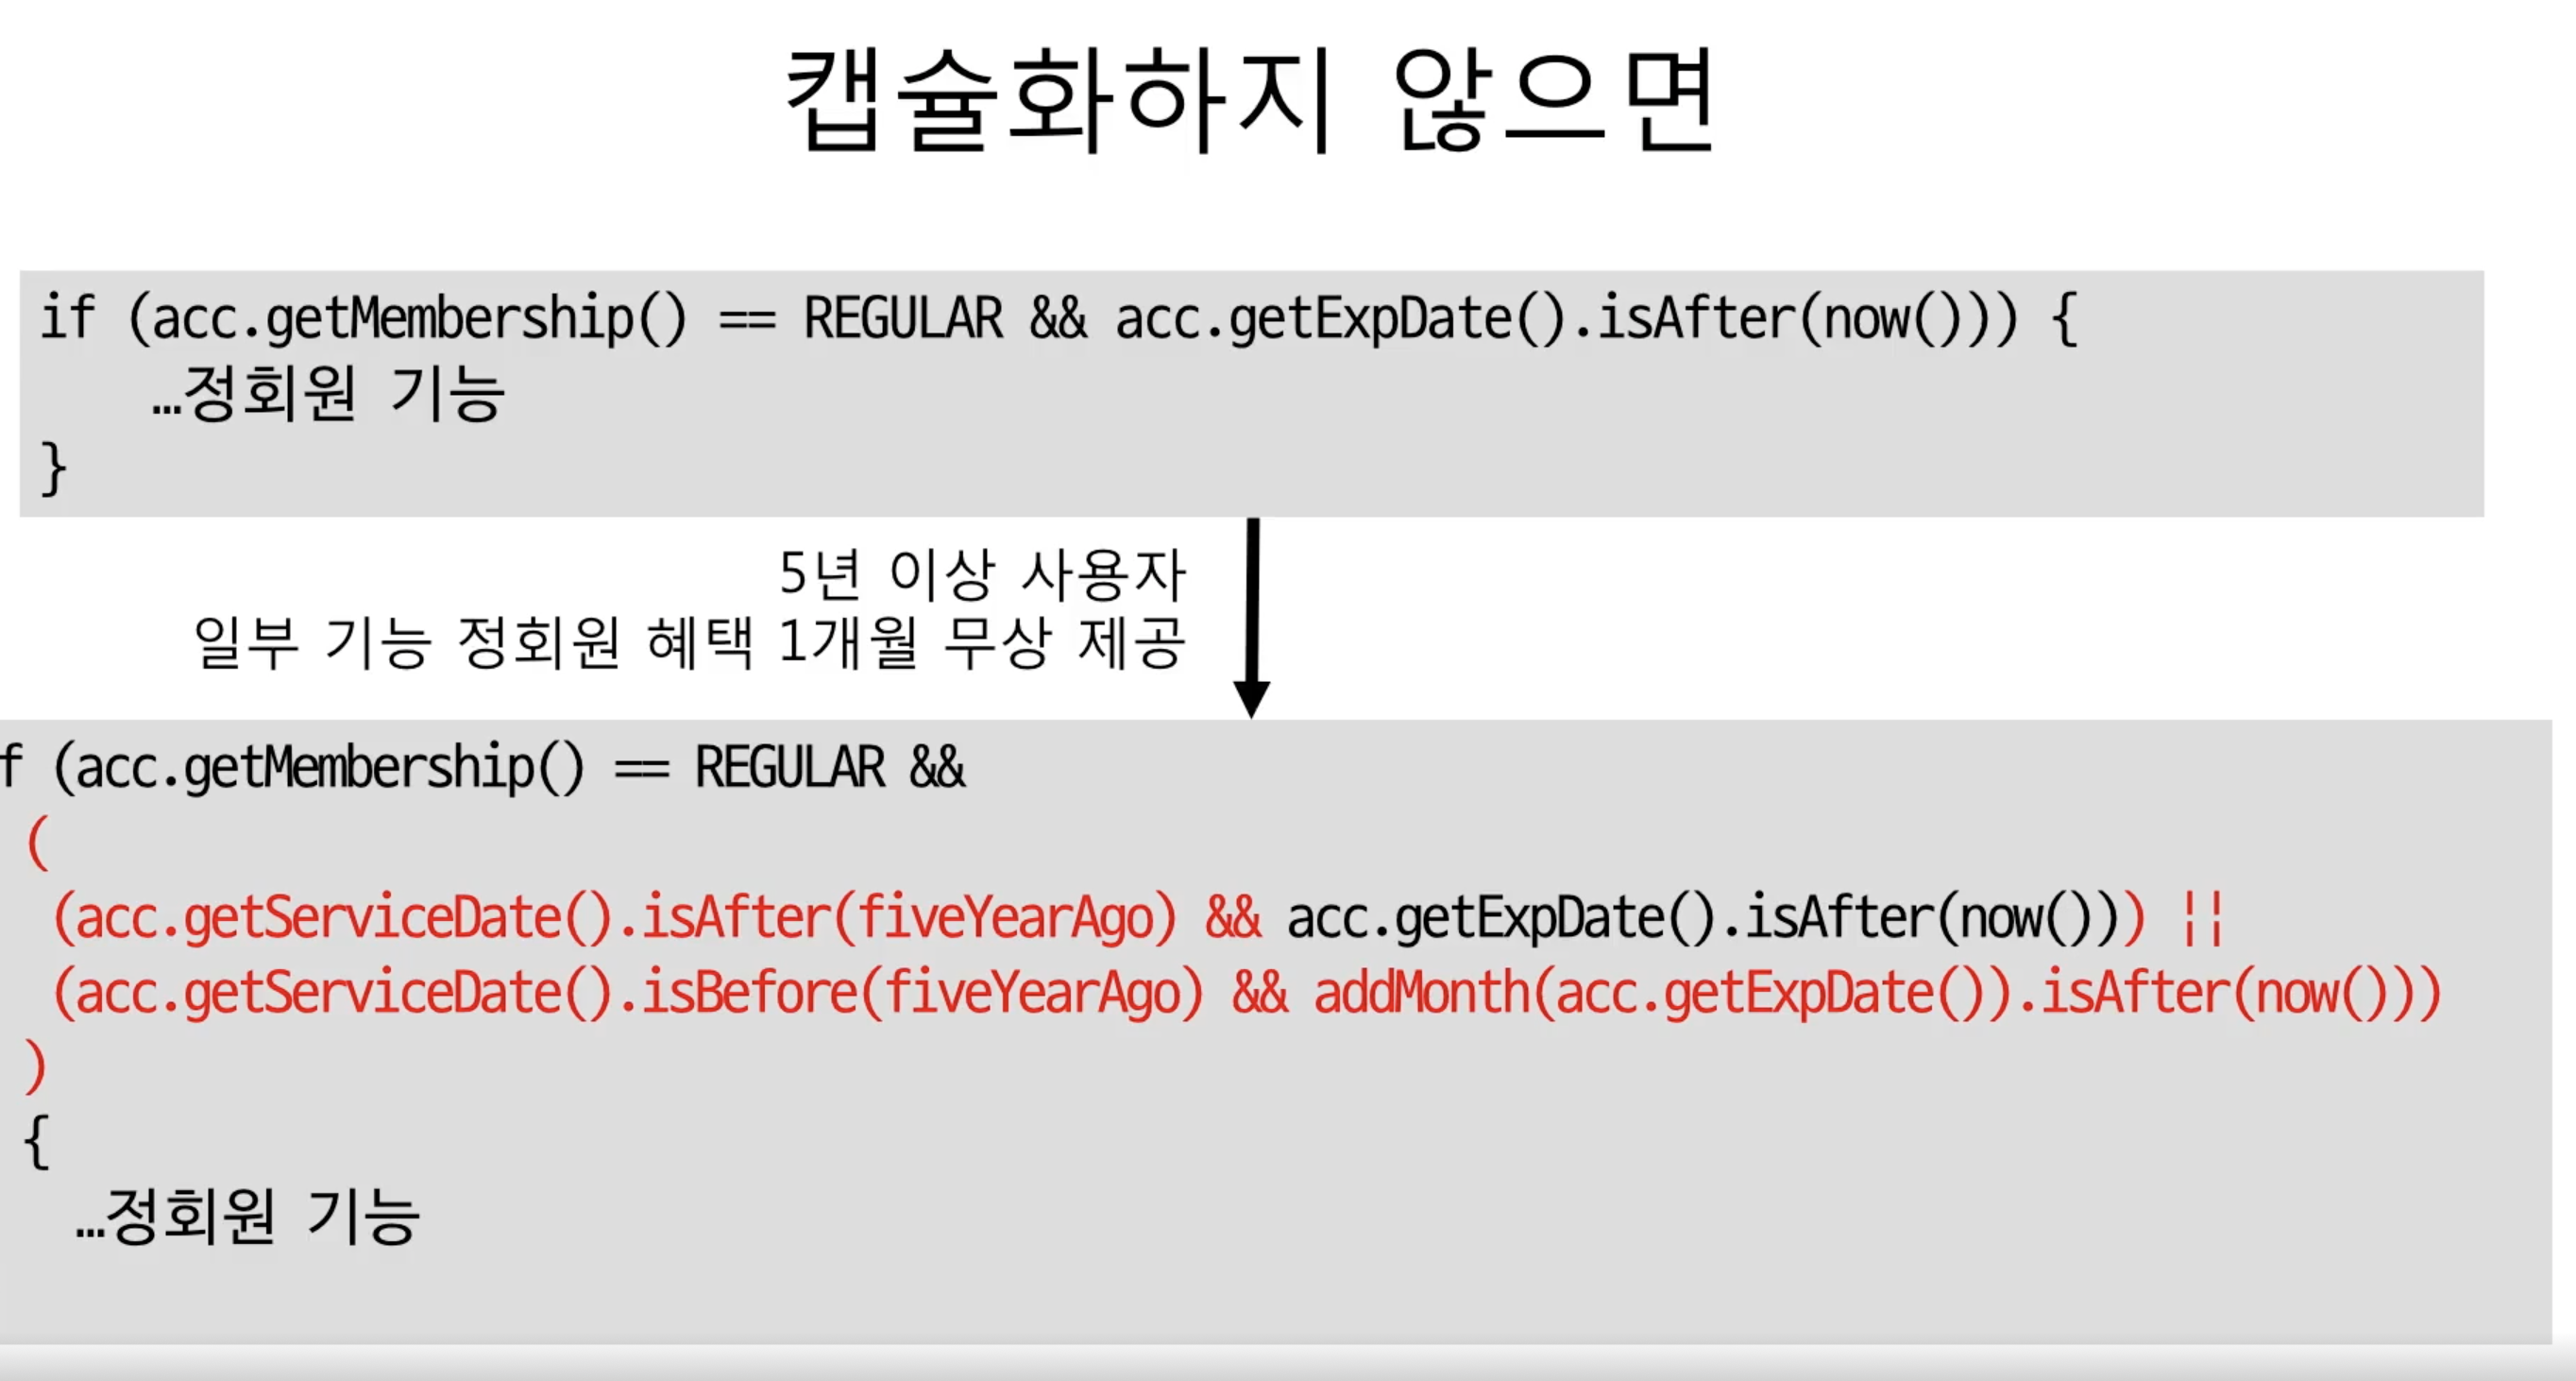 캡슐화하지 않으면
if (acc.getMembership() == REGULAR && acc.getExpDate().isAfter(now())) {
…정회원 기능
}
5년 이상 사용자
일부 기능 정회원 혜택 1개월 무상 제공
f (acc.getMembership() == REGULAR &&
(
(acc.getServiceDate().isAfter(fiveYearAgo) && acc.getExpDate().isAfter(now())) ||
(acc.getServiceDate().isBefore(fiveYearAgo) && addMonth(acc.getExpDate()).isAfter(now()))
)
{
…정회원 기능